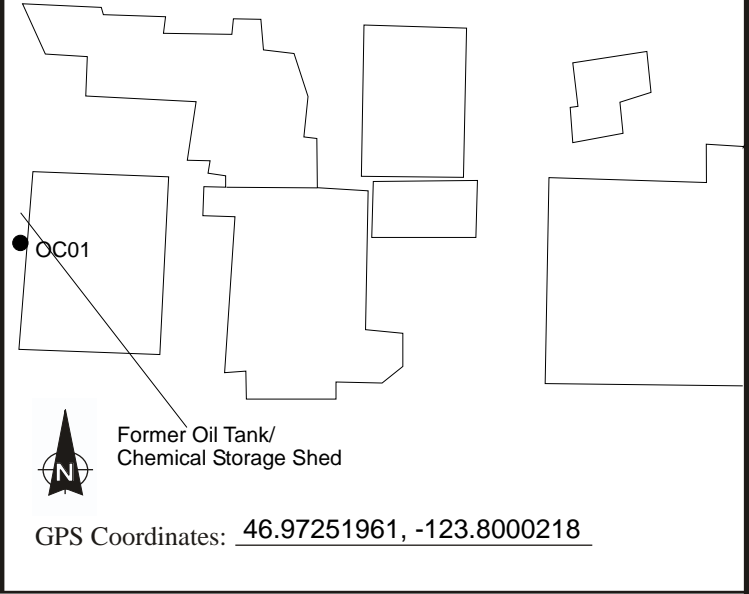 OC01
Former Oil Tank/
Chemical Storage Shed
N
GPS Coordinates: 46.97251961, -123.8000218